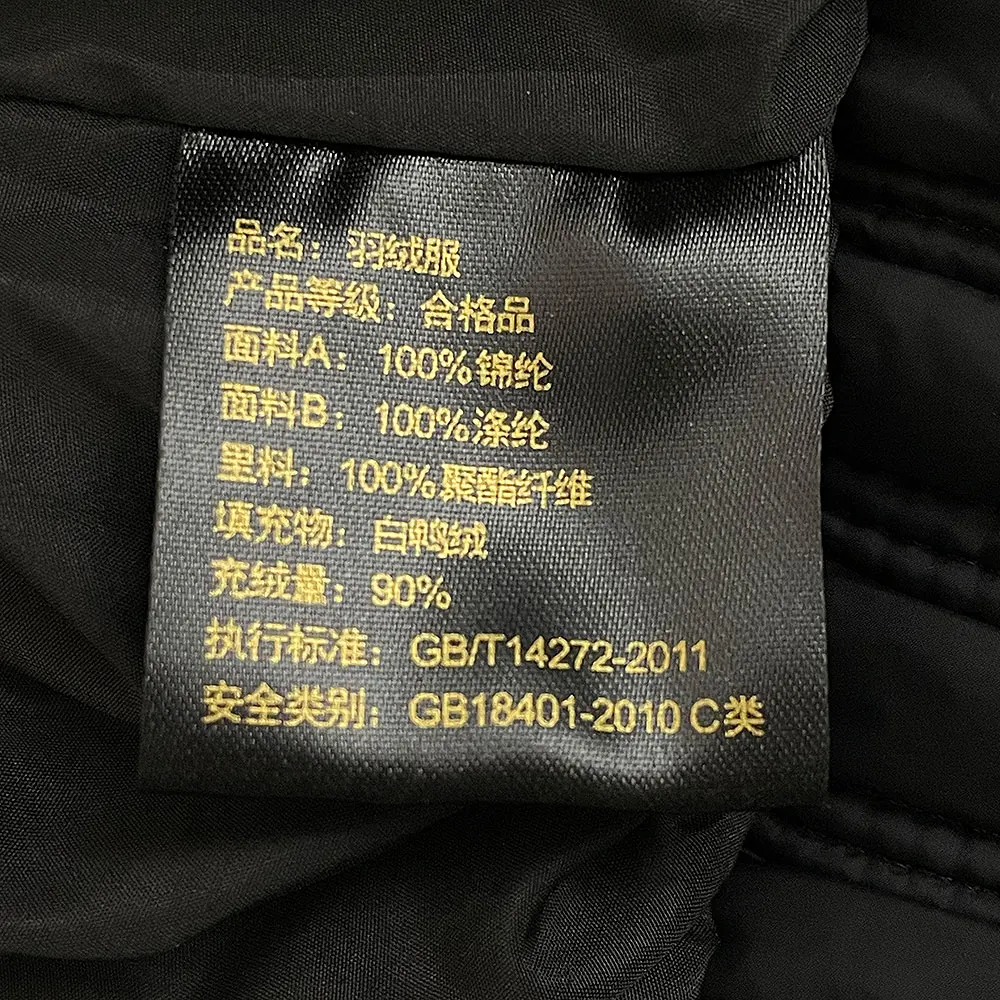 品名：羽绒服
产品等级：合格品
面料A：100%锦纶
面料B：100%涤纶
里料：100%聚酯纤维
填充物：白鸭绒
充绒量：90%
执行标准：GB/T14272-2011
安全类别：GB18401-2010 C类